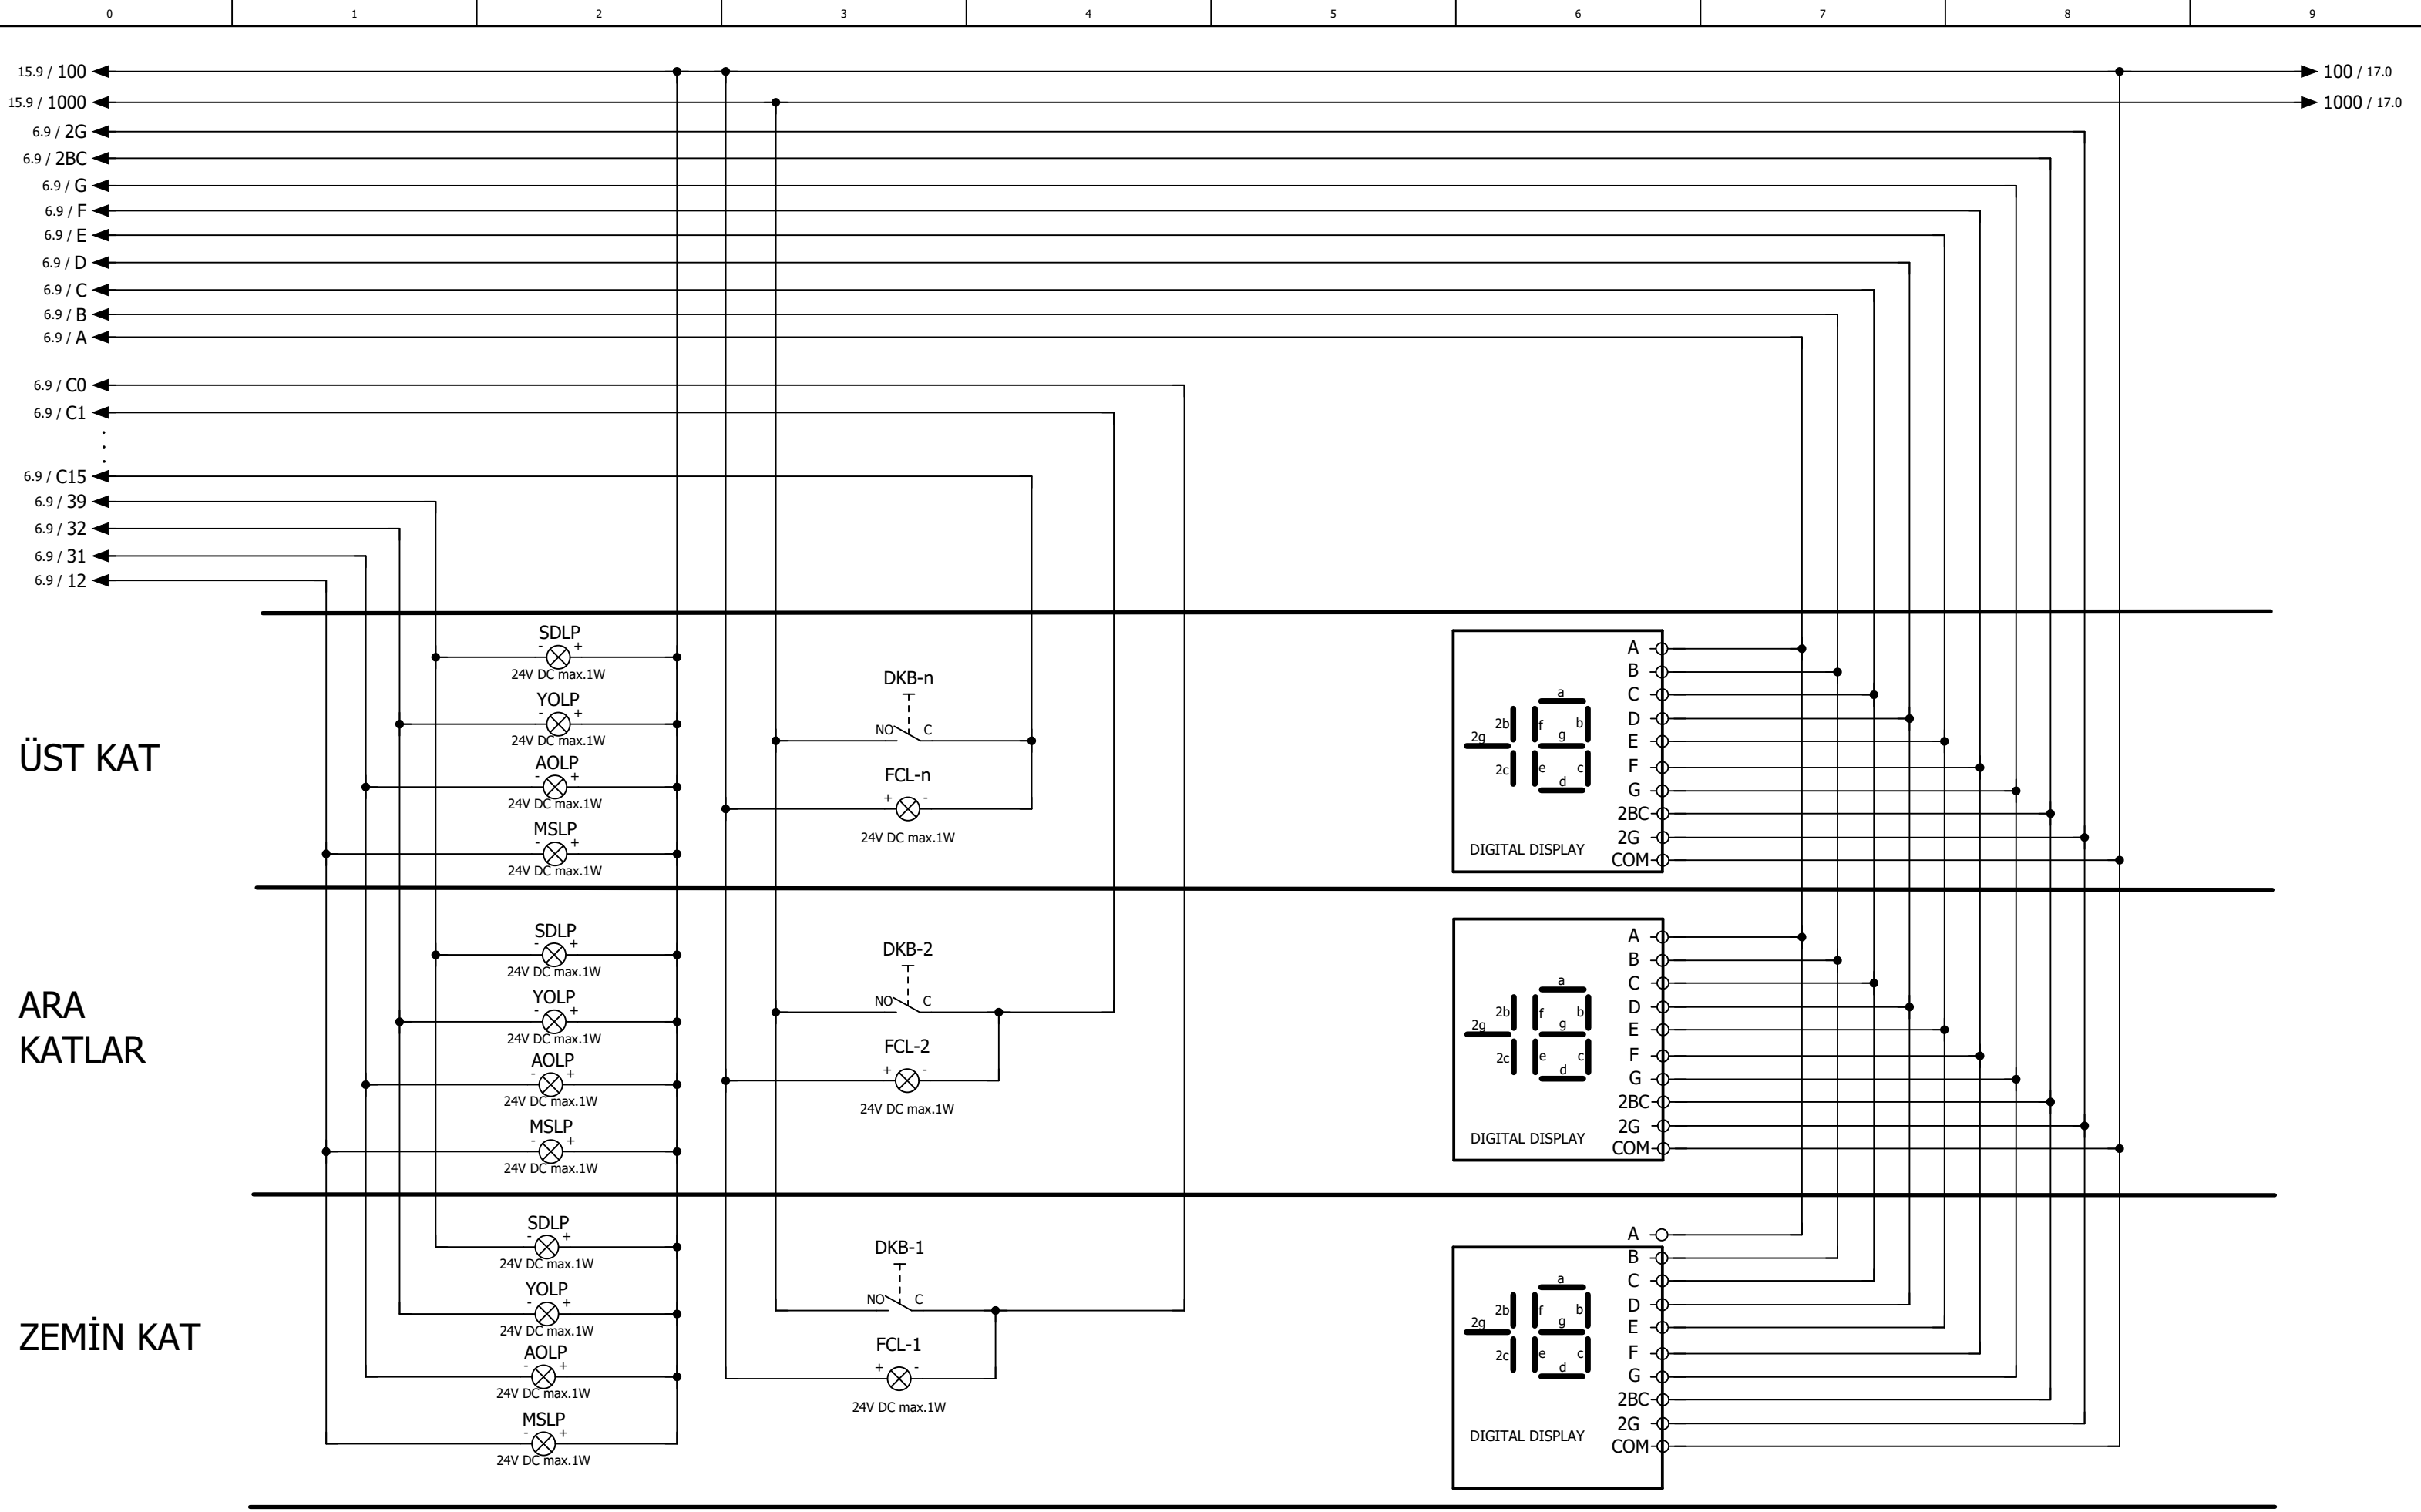 0 1 2 3 4 5 6 7 8 9
15.9 / 100
100 / 17.0
15.9 / 1000
1000 / 17.0
6.9 / 2G
6.9 / 2BC
6.9 / G
6.9 / F
6.9 / E
6.9 / D
6.9 / C
6.9 / B
6.9 / A
6.9 / C0
6.9 / C1
6.9 / C15
6.9 / 39
6.9 / 32
6.9 / 31
6.9 / 12
ÜST KAT
SDLP
- +
24V DC max.1W
YOLP
- +
24V DC max.1W
AOLP
- +
24V DC max.1W
MSLP
- +
24V DC max.1W
DKB-n
NO C
FCL-n
+ -
24V DC max.1W
a
2b f b
2g g
2c e c
d
DIGITAL DISPLAY
A
B
C
D
E
F
G
2BC
2G
COM
ARA
KATLAR
SDLP
- +
24V DC max.1W
YOLP
- +
24V DC max.1W
AOLP
- +
24V DC max.1W
MSLP
- +
24V DC max.1W
DKB-2
NO C
FCL-2
+ -
24V DC max.1W
a
2b f b
2g g
2c e c
d
DIGITAL DISPLAY
A
B
C
D
E
F
G
2BC
2G
COM
ZEMİN KAT
SDLP
- +
24V DC max.1W
YOLP
- +
24V DC max.1W
AOLP
- +
24V DC max.1W
MSLP
- +
24V DC max.1W
DKB-1
NO C
FCL-1
+ -
24V DC max.1W
a
2b f b
2g g
2c e c
d
DIGITAL DISPLAY
A
B
C
D
E
F
G
2BC
2G
COM